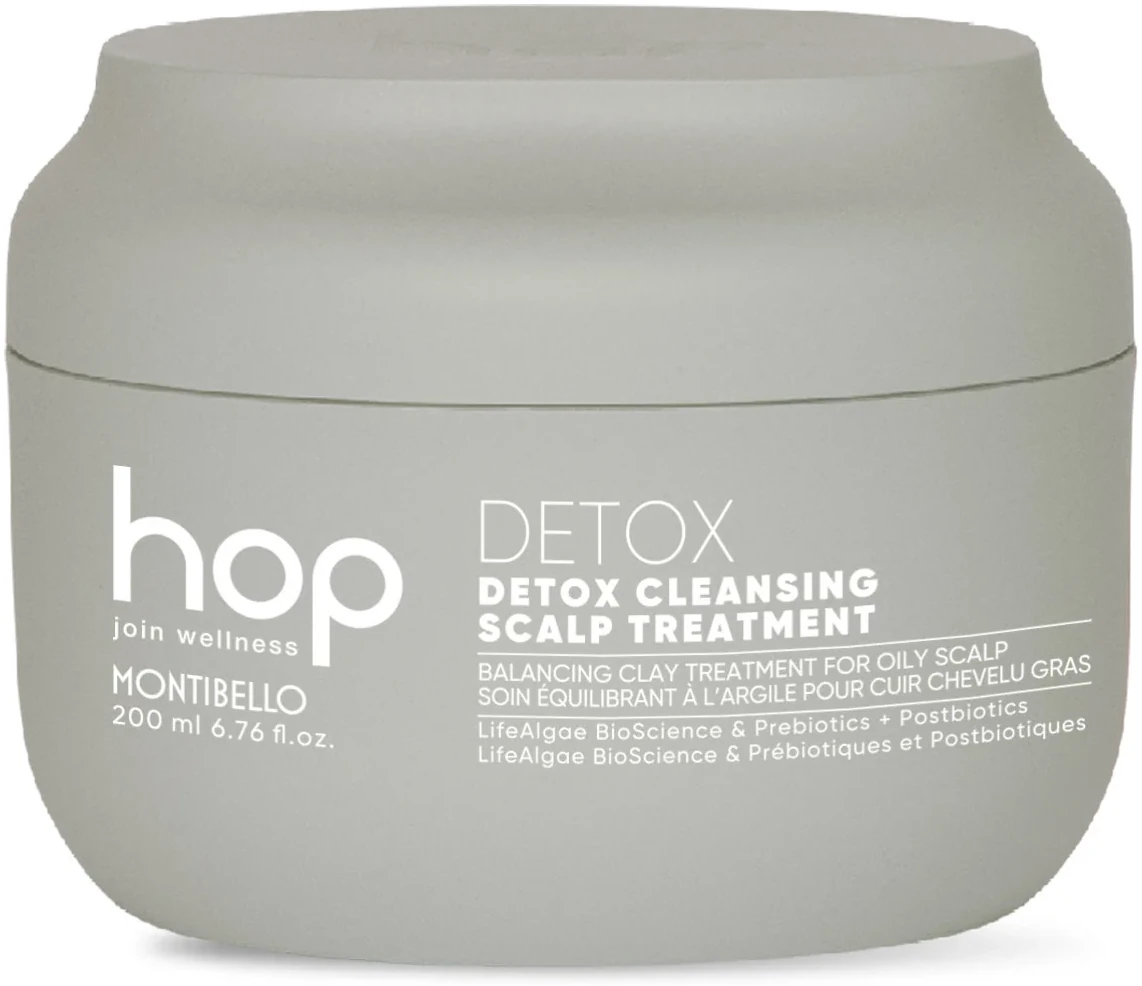 hop
join wellness
MONTIBELLO
200 ml 6.76 fl.oz.
DETOX
DETOX CLEANSING
SCALP TREATMENT
BALANCING CLAY TREATMENT FOR OILY SCALP
SOIN ÉQUILIBRANT À L'ARGILE POUR CUIR CHEVELU GRAS
LifeAlgae BioScience & Prebiotics + Postbiotics
LifeAlgae BioScience & Prébiotiques et Postbiotiques